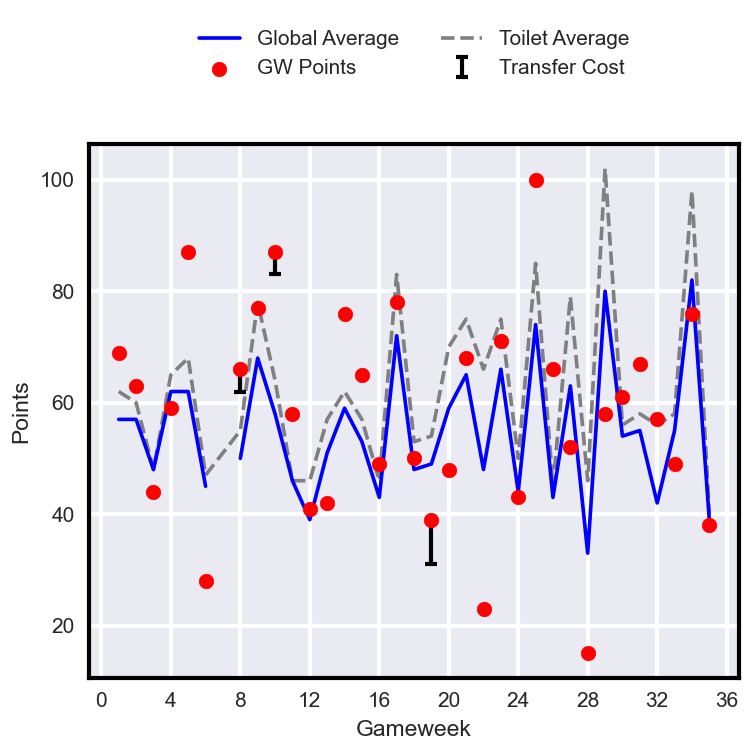 Global Average Toilet Average
GW Points Transfer Cost
100
80
60
40
20
Points
0 4 8 12 16 20 24 28 32 36
Gameweek